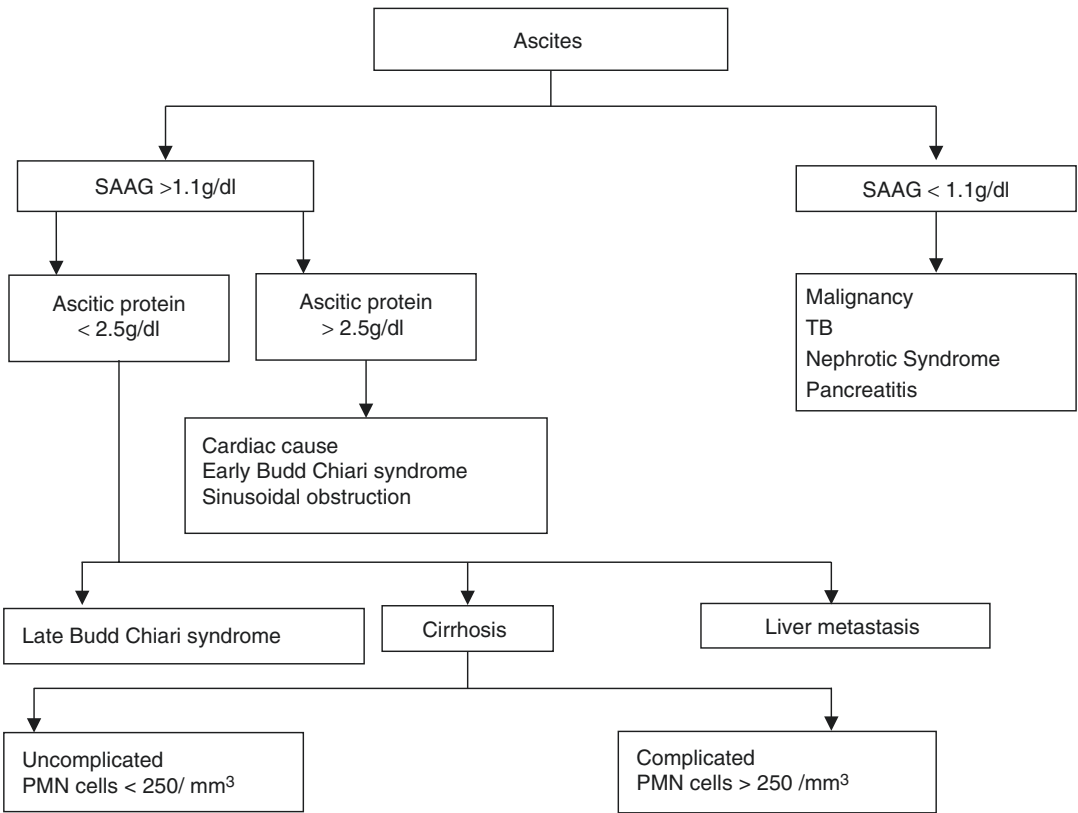 Ascites
SAAG >1.1g/dl
SAAG < 1.1g/dl
Ascitic protein
< 2.5g/dl
Ascitic protein
> 2.5g/dl
Malignancy
TB
Nephrotic Syndrome
Pancreatitis
Cardiac cause
Early Budd Chiari syndrome
Sinusoidal obstruction
Late Budd Chiari syndrome
Cirrhosis
Liver metastasis
Uncomplicated
PMN cells < 250/ mm³
Complicated
PMN cells > 250 /mm³